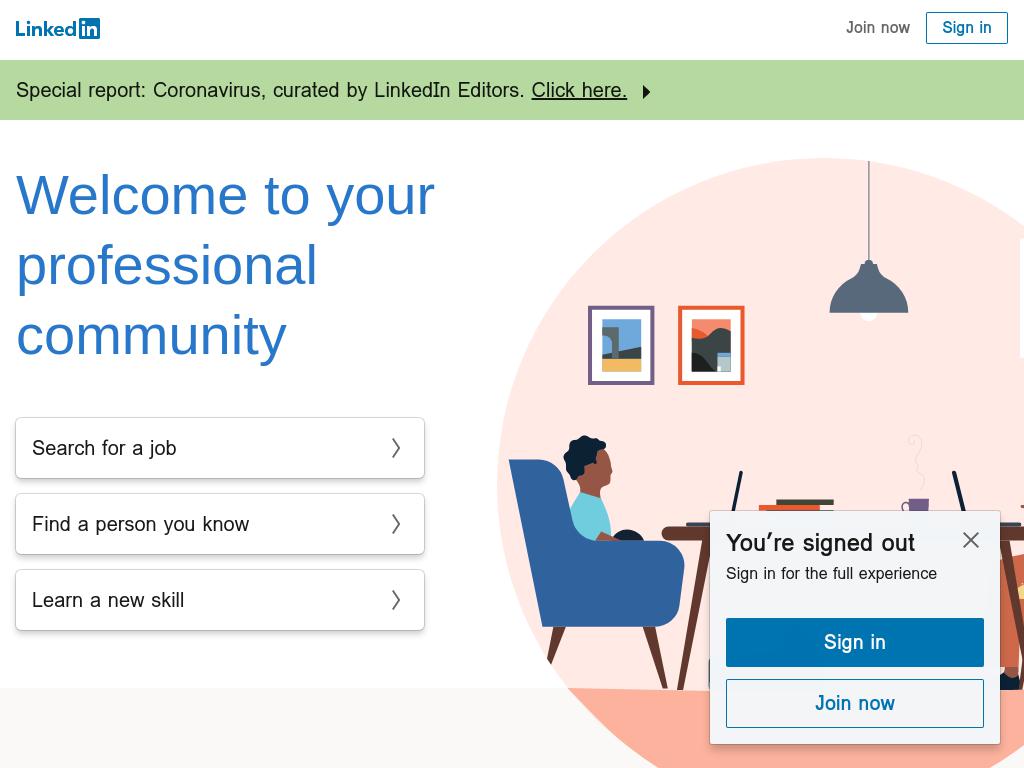 Linkedin
Join now
Sign in
Special report: Coronavirus, curated by LinkedIn Editors. Click here.
Welcome to your
professional
community
Search for a job
Find a person you know
Learn a new skill
You're signed out
Sign in for the full experience
Sign in
Join now